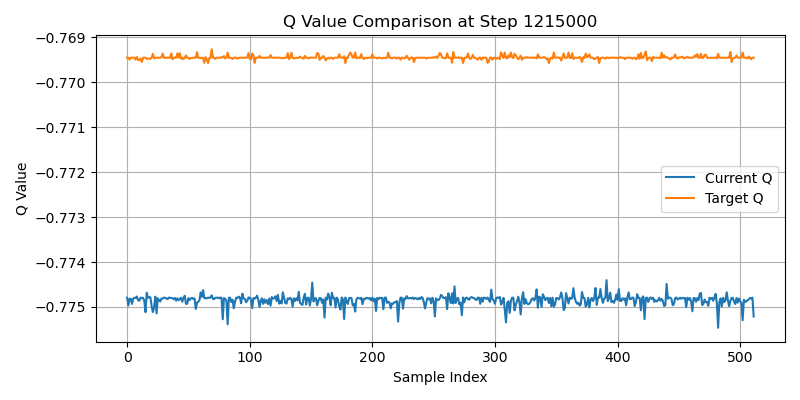 Q Value Comparison at Step 1215000
Q Value
−0.769
−0.770
−0.771
−0.772
−0.773
−0.774
−0.775
Current Q
Target Q
0
100
200
300
400
500
Sample Index